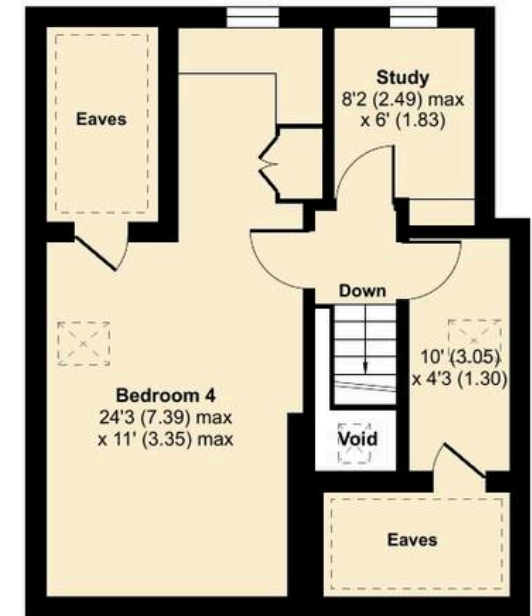 Eaves
Study
8'2 (2.49) max
x 6' (1.83)
Down
10' (3.05)
x 4'3 (1.30)
Bedroom 4
24'3 (7.39) max
x 11' (3.35) max
Void
Eaves